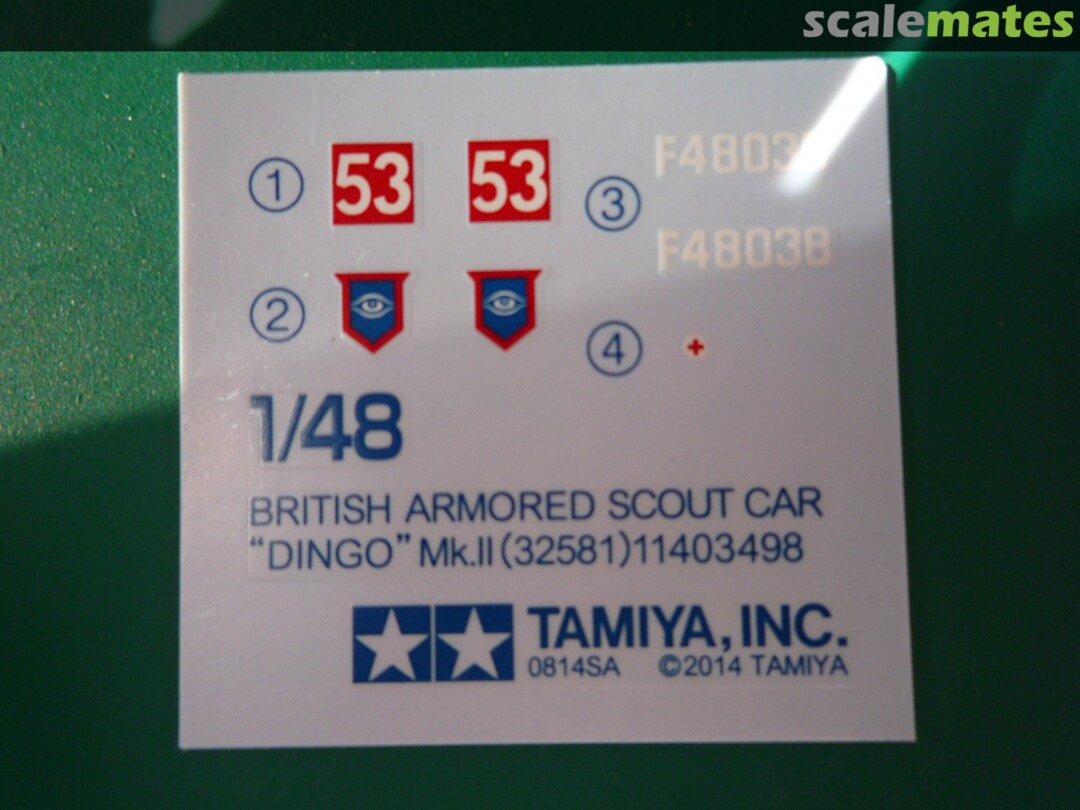 scalemates
1 53 53 3 F4803
F48038
2 4
1/48
BRITISH ARMORED SCOUT CAR
“DINGO” Mk.II (32581)11403498
TAMIYA, INC.
0814SA ©2014 TAMIYA